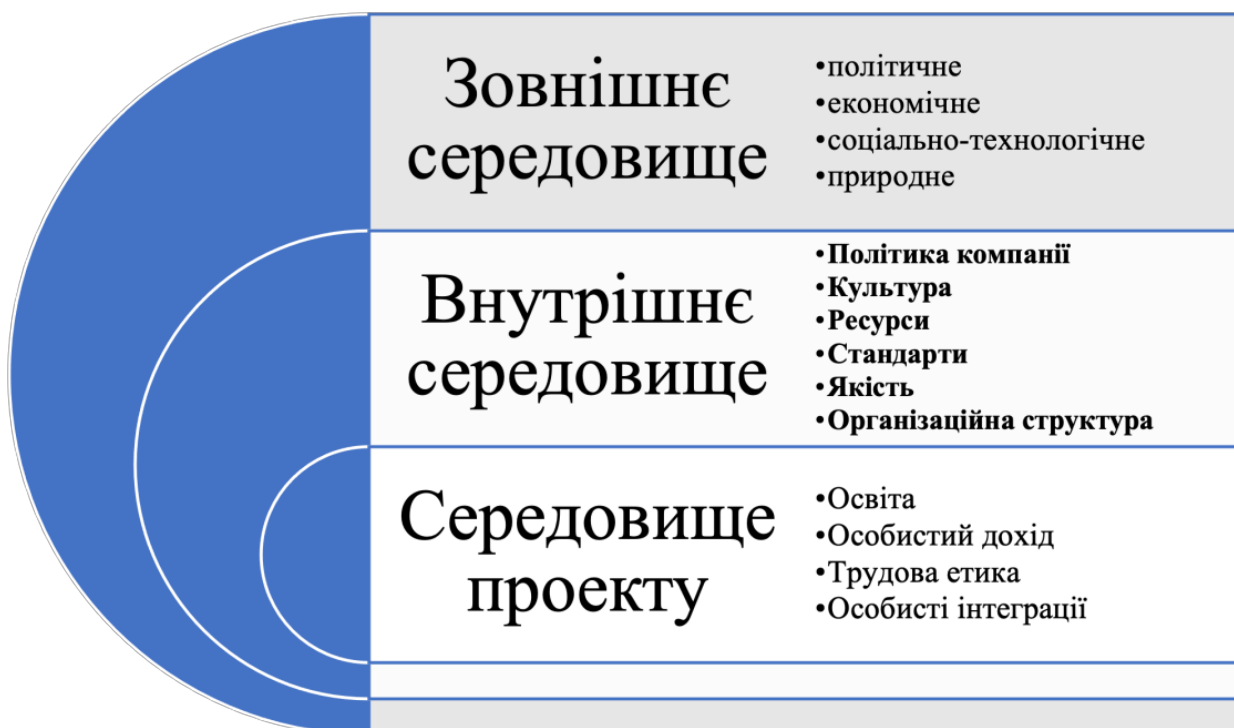 Зовнішнє
середовище
•політичне
•економічне
•соціально-технологічне
•природне
Внутрішнє
середовище
•Політика компанії
•Культура
•Ресурси
•Стандарти
•Якість
•Організаційна структура
Середовище
проекту
•Освіта
•Особистий дохід
•Трудова етика
•Особисті інтеграції